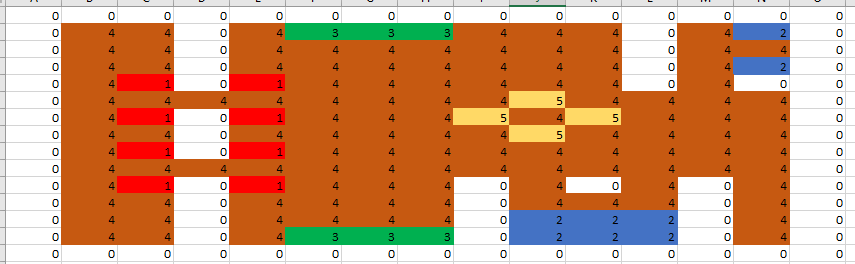 0 0 0 0 0 0 0 0 0 0 0 0 0 0 0
0 4 4 0 4 3 3 3 4 4 4 0 4 2 0
0 4 4 0 4 4 4 4 4 4 4 0 4 4 0
0 4 4 0 4 4 4 4 4 4 4 0 4 2 0
0 4 1 0 1 4 4 4 4 4 4 0 4 0 0
0 4 4 4 4 4 4 4 4 5 4 4 4 4 0
0 4 1 0 1 4 4 4 5 4 5 4 4 4 0
0 4 4 0 4 4 4 4 4 5 4 4 4 4 0
0 4 1 0 1 4 4 4 4 4 4 4 4 4 0
0 4 4 4 4 4 4 4 4 4 4 4 4 4 0
0 4 1 0 1 4 4 4 0 4 0 4 0 4 0
0 4 4 0 4 4 4 4 0 4 4 4 0 4 0
0 4 4 0 4 4 4 4 0 2 2 2 0 4 0
0 4 4 0 4 3 3 3 0 2 2 2 0 4 0
0 0 0 0 0 0 0 0 0 0 0 0 0 0 0